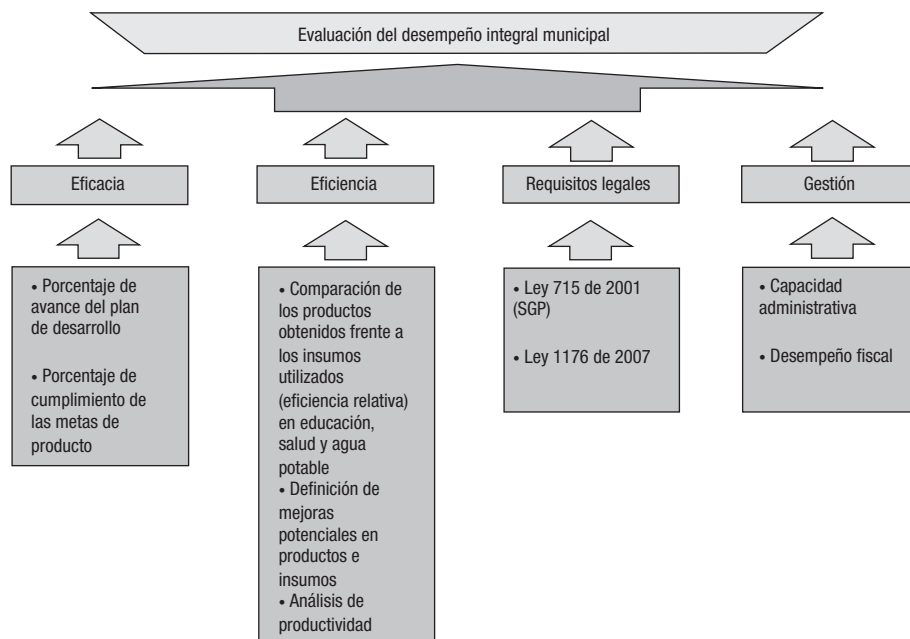 Evaluación del desempeño integral municipal
Eficacia
Eficiencia
Requisitos legales
Gestión
• Porcentaje de
avance del plan
de desarrollo
• Porcentaje de
cumplimiento de
las metas de
producto
• Comparación de
los productos
obtenidos frente a
los insumos
utilizados
(eficiencia relativa)
en educación,
salud y agua
potable
• Definición de
mejoras
potenciales en
productos e
insumos
• Análisis de
productividad
• Ley 715 de 2001
(SGP)
• Ley 1176 de 2007
• Capacidad
administrativa
• Desempeño fiscal